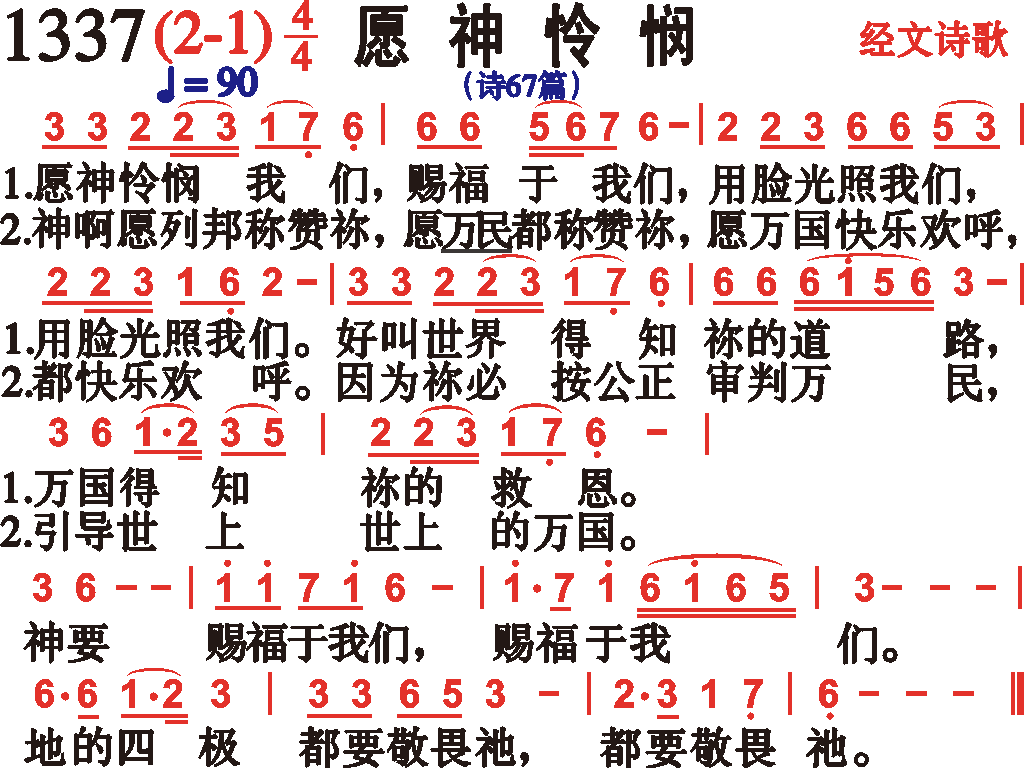 1337(2-1) 4/4 愿神怜悯 经文诗歌
♩=90 (诗67篇)
3 3 2 2 3 1 7 6 | 6 6 5 6 7 6 - | 2 2 3 6 6 5 3 |
1.愿神怜悯 我 们，赐福 于 我们，用脸光照我们，
2.神啊愿列邦称赞祢，愿万民都称赞祢，愿万国快乐欢呼，
2 2 3 1 6 2 - | 3 3 2 2 3 1 7 6 | 6 6 6 i 5 6 3 - |
1.用脸光照我们。好叫世界 得 知 祢的道 路，
2.都快乐欢 呼。因为祢必 按公正 审判万 民，
3 6 1·2 3 5 | 2 2 3 1 7 6 - |
1.万国得 知 祢的 救 恩。
2.引导世 上 世上 的万国。
3 6 - - | i i 7 i 6 - | i·7 i 6 i 6 5 | 3 - - |
神要 赐福于我们， 赐福于我 们。
6·6 1·2 3 | 3 3 6 5 3 - | 2·3 1 7 | 6 - - - ‖
地的四 极 都要敬畏祂， 都要敬畏 祂。